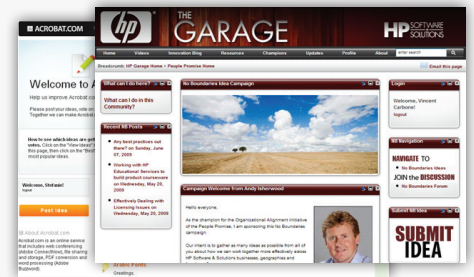 ACROBAT.COM
Welcome to A
Help us improve Acrobat.co
Please post your ideas, vote on
Together we can make Acrobat.
How to see which ideas are get
votes. Click on the "View Ideas"
this page, then click on the "Best
most popular ideas.
Welcome, Stefanie!
logout
Post Idea
About Acrobat.com
Acrobat.com is an online service
that includes web conferencing
(Adobe ConnectNow), file sharing
and storage, PDF conversion and
word processing (Adobe
Buzzword).
Greetings,
hp
THE
GARAGE
HP SOFTWARE
SOLUTIONS
Home Videos Innovation Blog Resources Champions Updates Profile About enter search
Breadcrumb: HP Garage Home > People Promise Home
Email this page
What can I do here?
What can I do in this
Community?
Recent NB Posts
Any best practices out
there? on Sunday, June
07, 2009
Working with HP
Educational Services to
build product courseware
on Wednesday, May 20,
2009
Effectively Dealing with
Licensing Issues on
Wednesday, May 20,
2009
No Boundaries Idea Campaign
Campaign Welcome from Andy Isherwood
Hello everyone,
As the champion for the Organizational Alignment Initiative
of the People Promise, I am sponsoring this No Boundaries
campaign.
Our intent is to gather as many ideas as possible from all of
you about how we can work together more effectively across
HP Software & Solutions businesses, geographies and
Login
Welcome, Vincent
Carbone!
logout
NB Navigation
NAVIGATE TO
No Boundaries Ideas
JOIN the DISCUSSION
No Boundaries Forum
Submit NB Idea
SUBMIT
IDEA